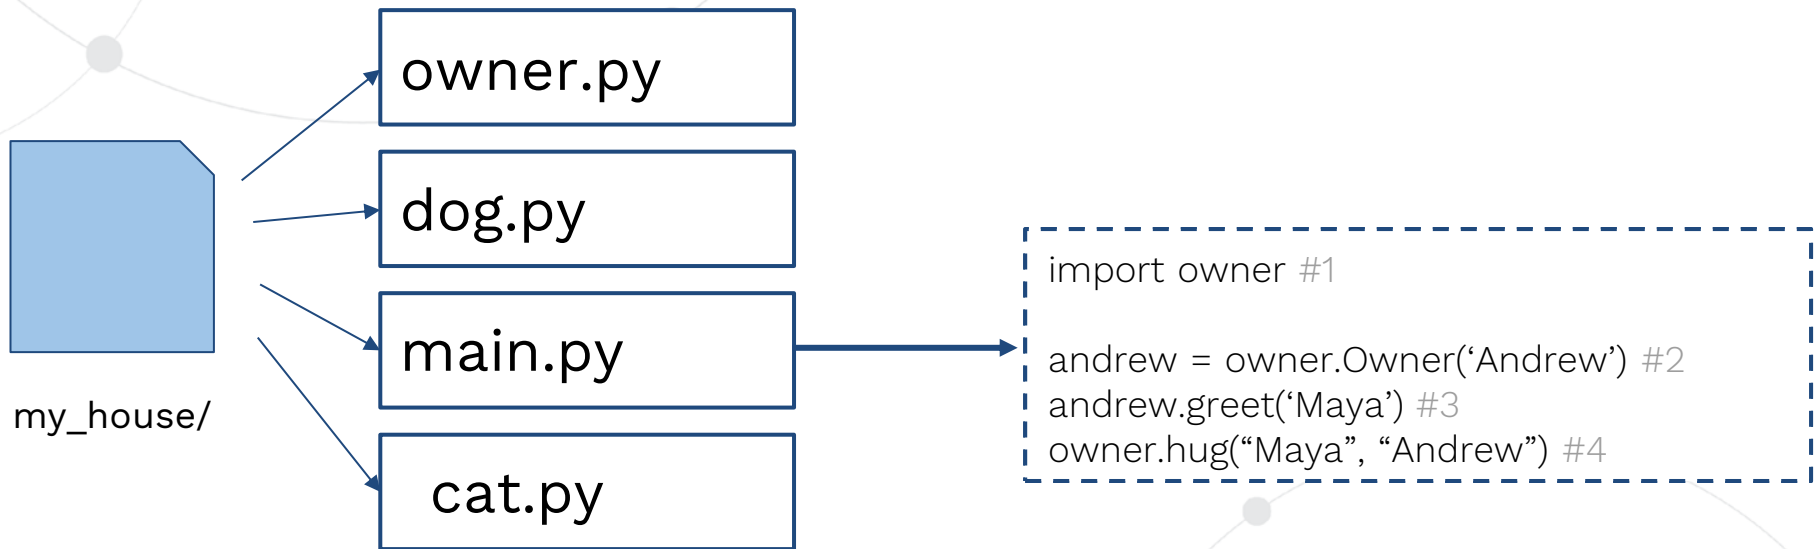 owner.py
dog.py
main.py
cat.py
my_house/
import owner #1
andrew = owner.Owner(‘Andrew’) #2
andrew.greet(‘Maya’) #3
owner.hug(“Maya”, “Andrew”) #4